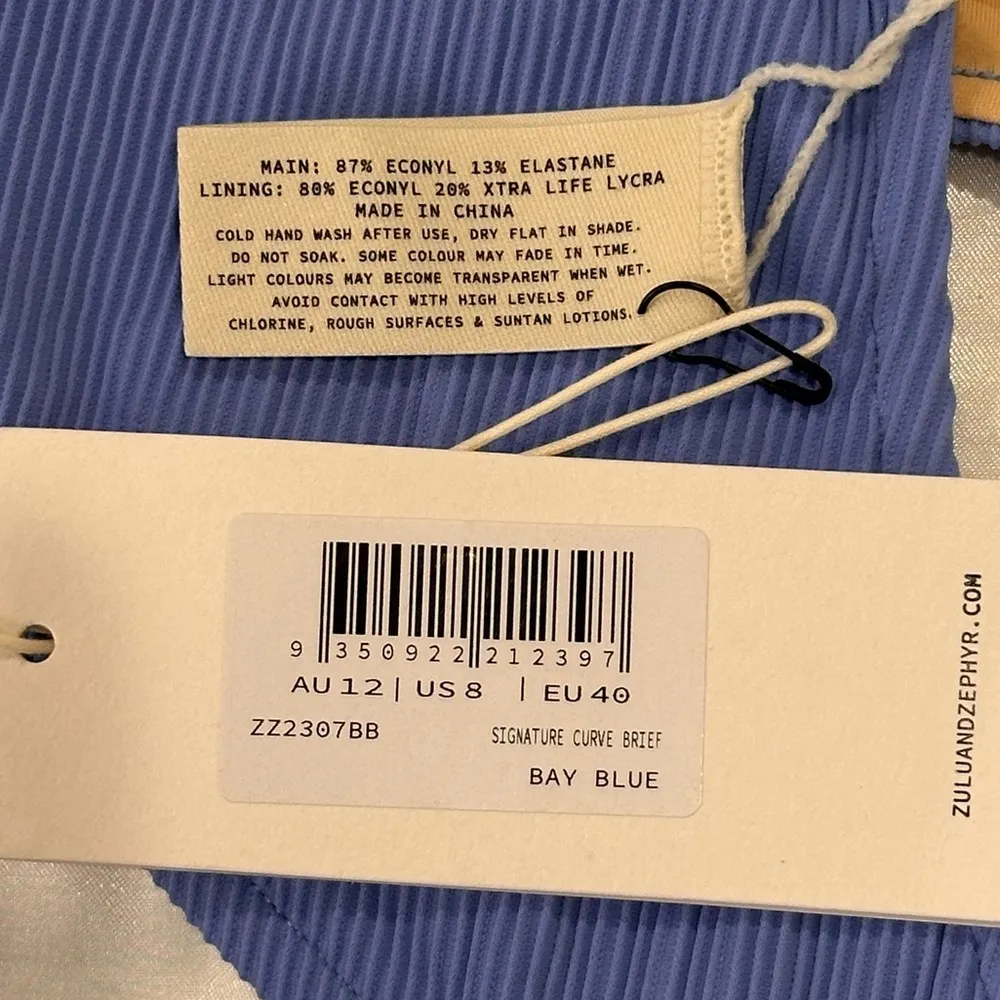 MAIN: 87% ECONYL 13% ELASTANE
LINING: 80% ECONYL 20% XTRA LIFE LYCRA
MADE IN CHINA
COLD HAND WASH AFTER USE, DRY FLAT IN SHADE.
DO NOT SOAK. SOME COLOUR MAY FADE IN TIME.
LIGHT COLOURS MAY BECOME TRANSPARENT WHEN WET.
AVOID CONTACT WITH HIGH LEVELS OF
CHLORINE, ROUGH SURFACES & SUNTAN LOTIONS.
9 350922 212397
AU 12 | US 8 | EU 40
ZZ2307BB SIGNATURE CURVE BRIEF
BAY BLUE
ZULUANDZEPHYR.COM